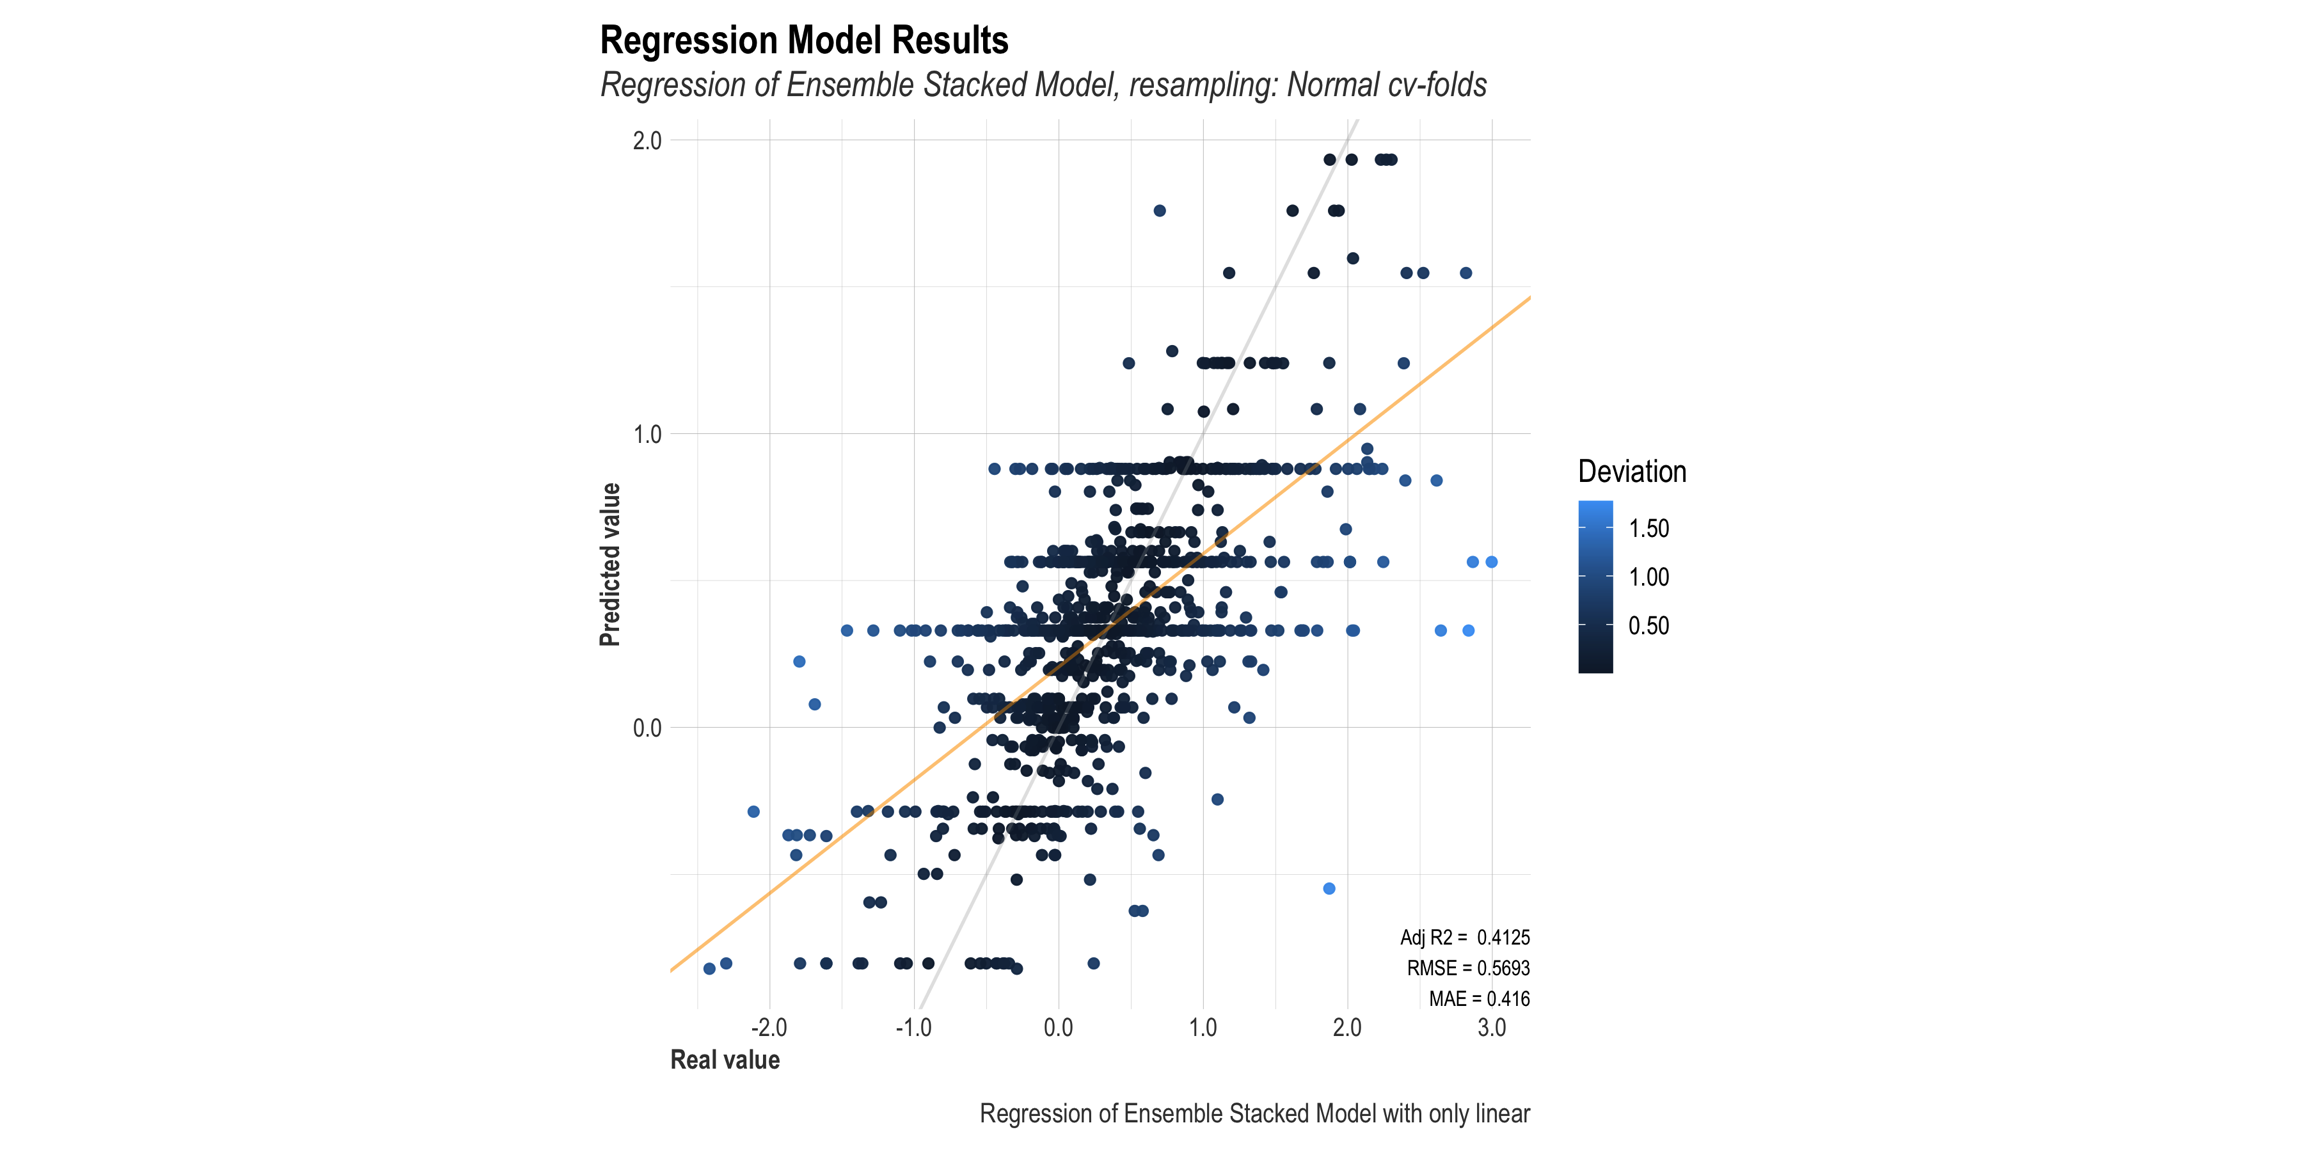 Regression Model Results
Regression of Ensemble Stacked Model, resampling: Normal cv-folds
2.0
1.0
0.0
Predicted value
Deviation
1.50
1.00
0.50
Adj R2 =  0.4125
RMSE = 0.5693
MAE = 0.416
-2.0 -1.0 0.0 1.0 2.0 3.0
Real value
Regression of Ensemble Stacked Model with only linear